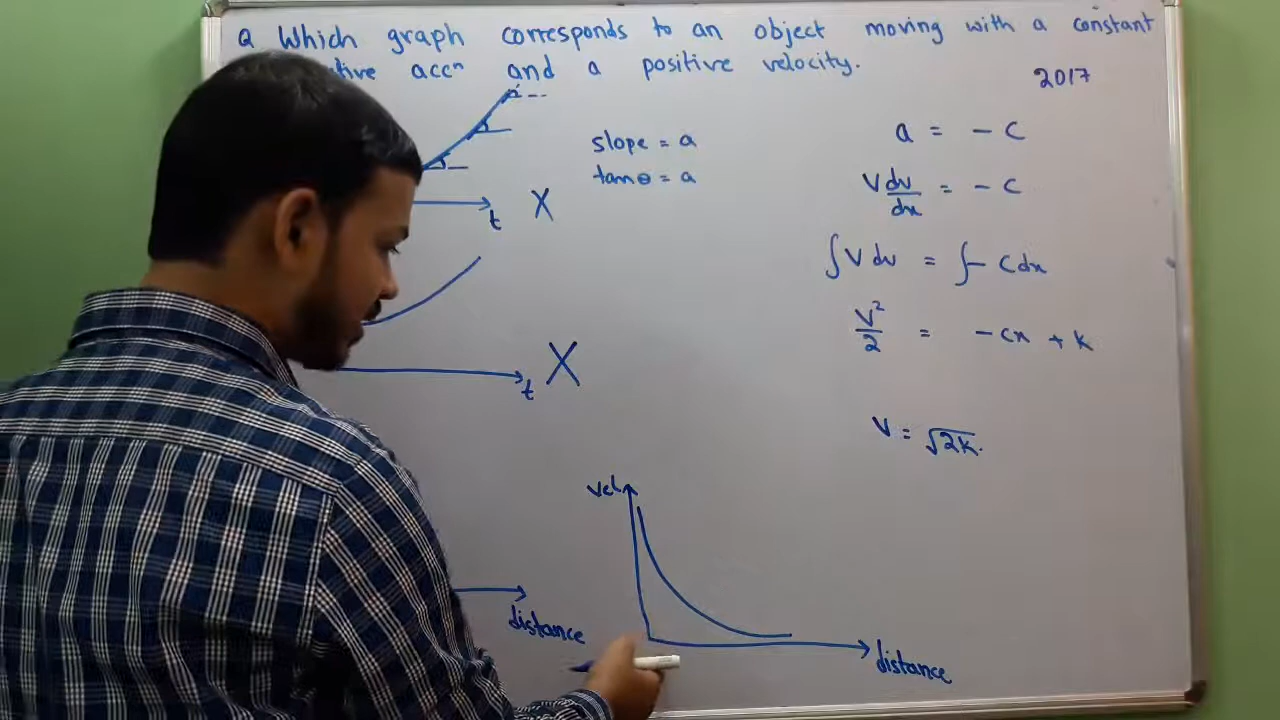 Q Which graph corresponds to an object moving with a constant
accⁿ and a positive velocity.
2017
slope = a
tanθ = a
t X
t X
a = - C
V dv/dx = - C
∫V dv = ∫- C dx
V²/2 = - Cx + k
V = √2k.
Vel
distance
distance